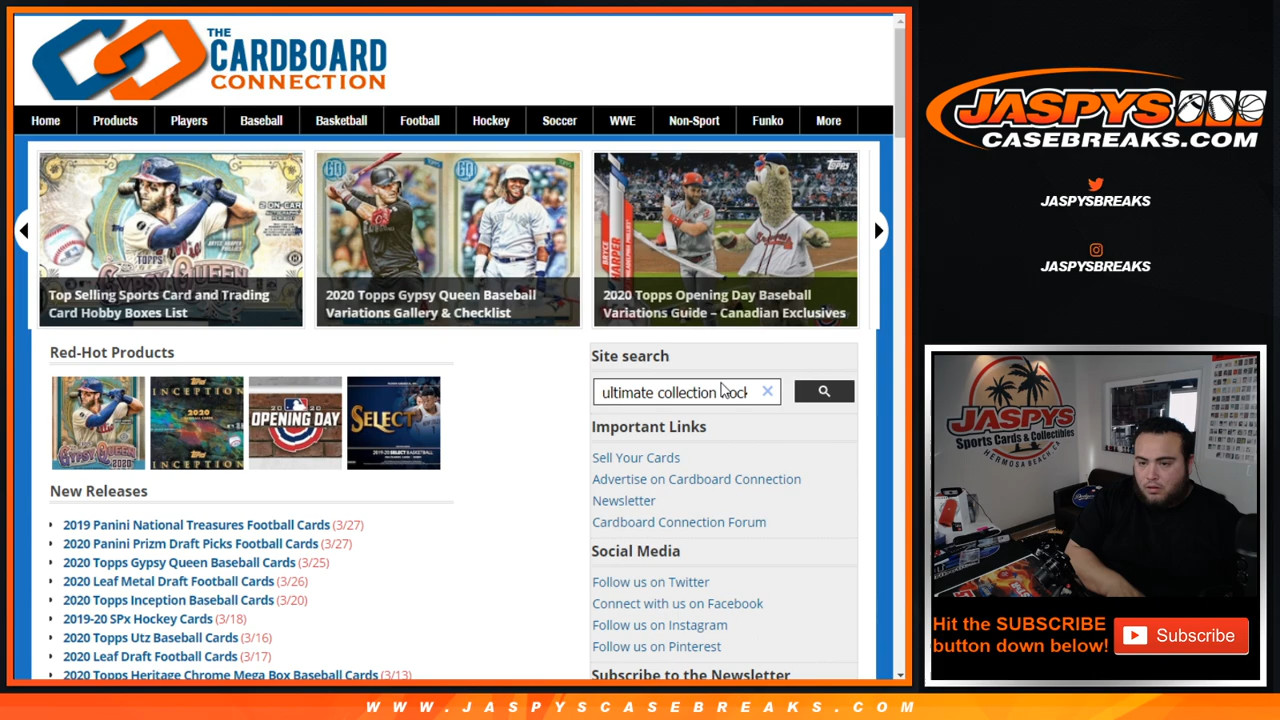 THE
CARDBOARD
CONNECTION
Home Products Players Baseball Basketball Football Hockey Soccer WWE Non-Sport Funko More
Top Selling Sports Card and Trading
Card Hobby Boxes List
2020 Topps Gypsy Queen Baseball
Variations Gallery & Checklist
2020 Topps Opening Day Baseball
Variations Guide – Canadian Exclusives
Red-Hot Products
INCEPTION
2020
OPENING DAY
SELECT
New Releases
2019 Panini National Treasures Football Cards (3/27)
2020 Panini Prizm Draft Picks Football Cards (3/27)
2020 Topps Gypsy Queen Baseball Cards (3/25)
2020 Leaf Metal Draft Football Cards (3/26)
2020 Topps Inception Baseball Cards (3/20)
2019-20 SPx Hockey Cards (3/18)
2020 Topps Utz Baseball Cards (3/16)
2020 Leaf Draft Football Cards (3/17)
2020 Topps Heritage Chrome Mega Box Baseball Cards (3/13)
Site search
ultimate collection hock
Important Links
Sell Your Cards
Advertise on Cardboard Connection
Newsletter
Cardboard Connection Forum
Social Media
Follow us on Twitter
Connect with us on Facebook
Follow us on Instagram
Follow us on Pinterest
Subscribe to the Newsletter
JASPYS
CASEBREAKS.COM
JASPYSBREAKS
JASPYSBREAKS
JASPYS
Sports Cards & Collectibles
HERMOSA BEACH CA
Hit the SUBSCRIBE
button down below!
Subscribe
WWW.JASPYSCASEBREAKS.COM